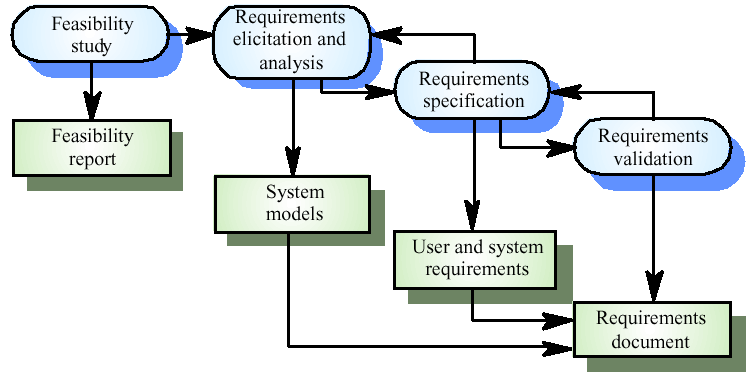 Feasibility
study
Requirements
elicitation and
analysis
Requirements
specification
Requirements
validation
Feasibility
report
System
models
User and system
requirements
Requirements
document